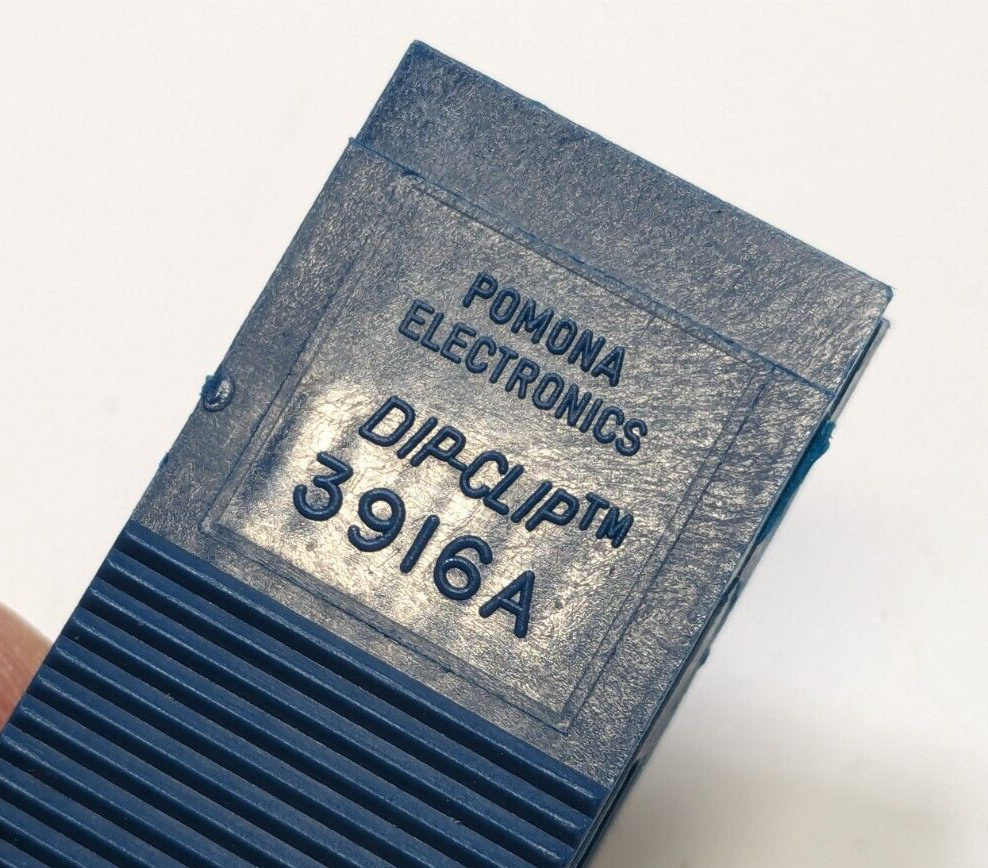 POMONA
ELECTRONICS
DIP-CLIP™
3916A